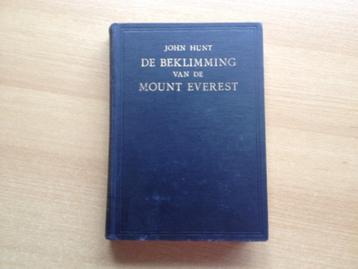 JOHN HUNT
DE BEKLIMMING
VAN DE
MOUNT EVEREST